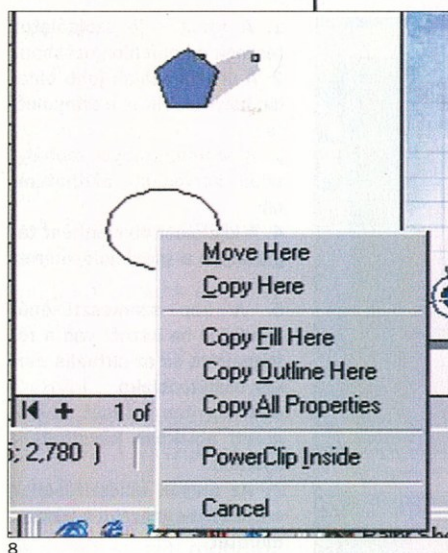 Move Here
Copy Here
Copy Fill Here
Copy Outline Here
Copy All Properties
1 of
5; 2,780 )
PowerClip Inside
Cancel
8